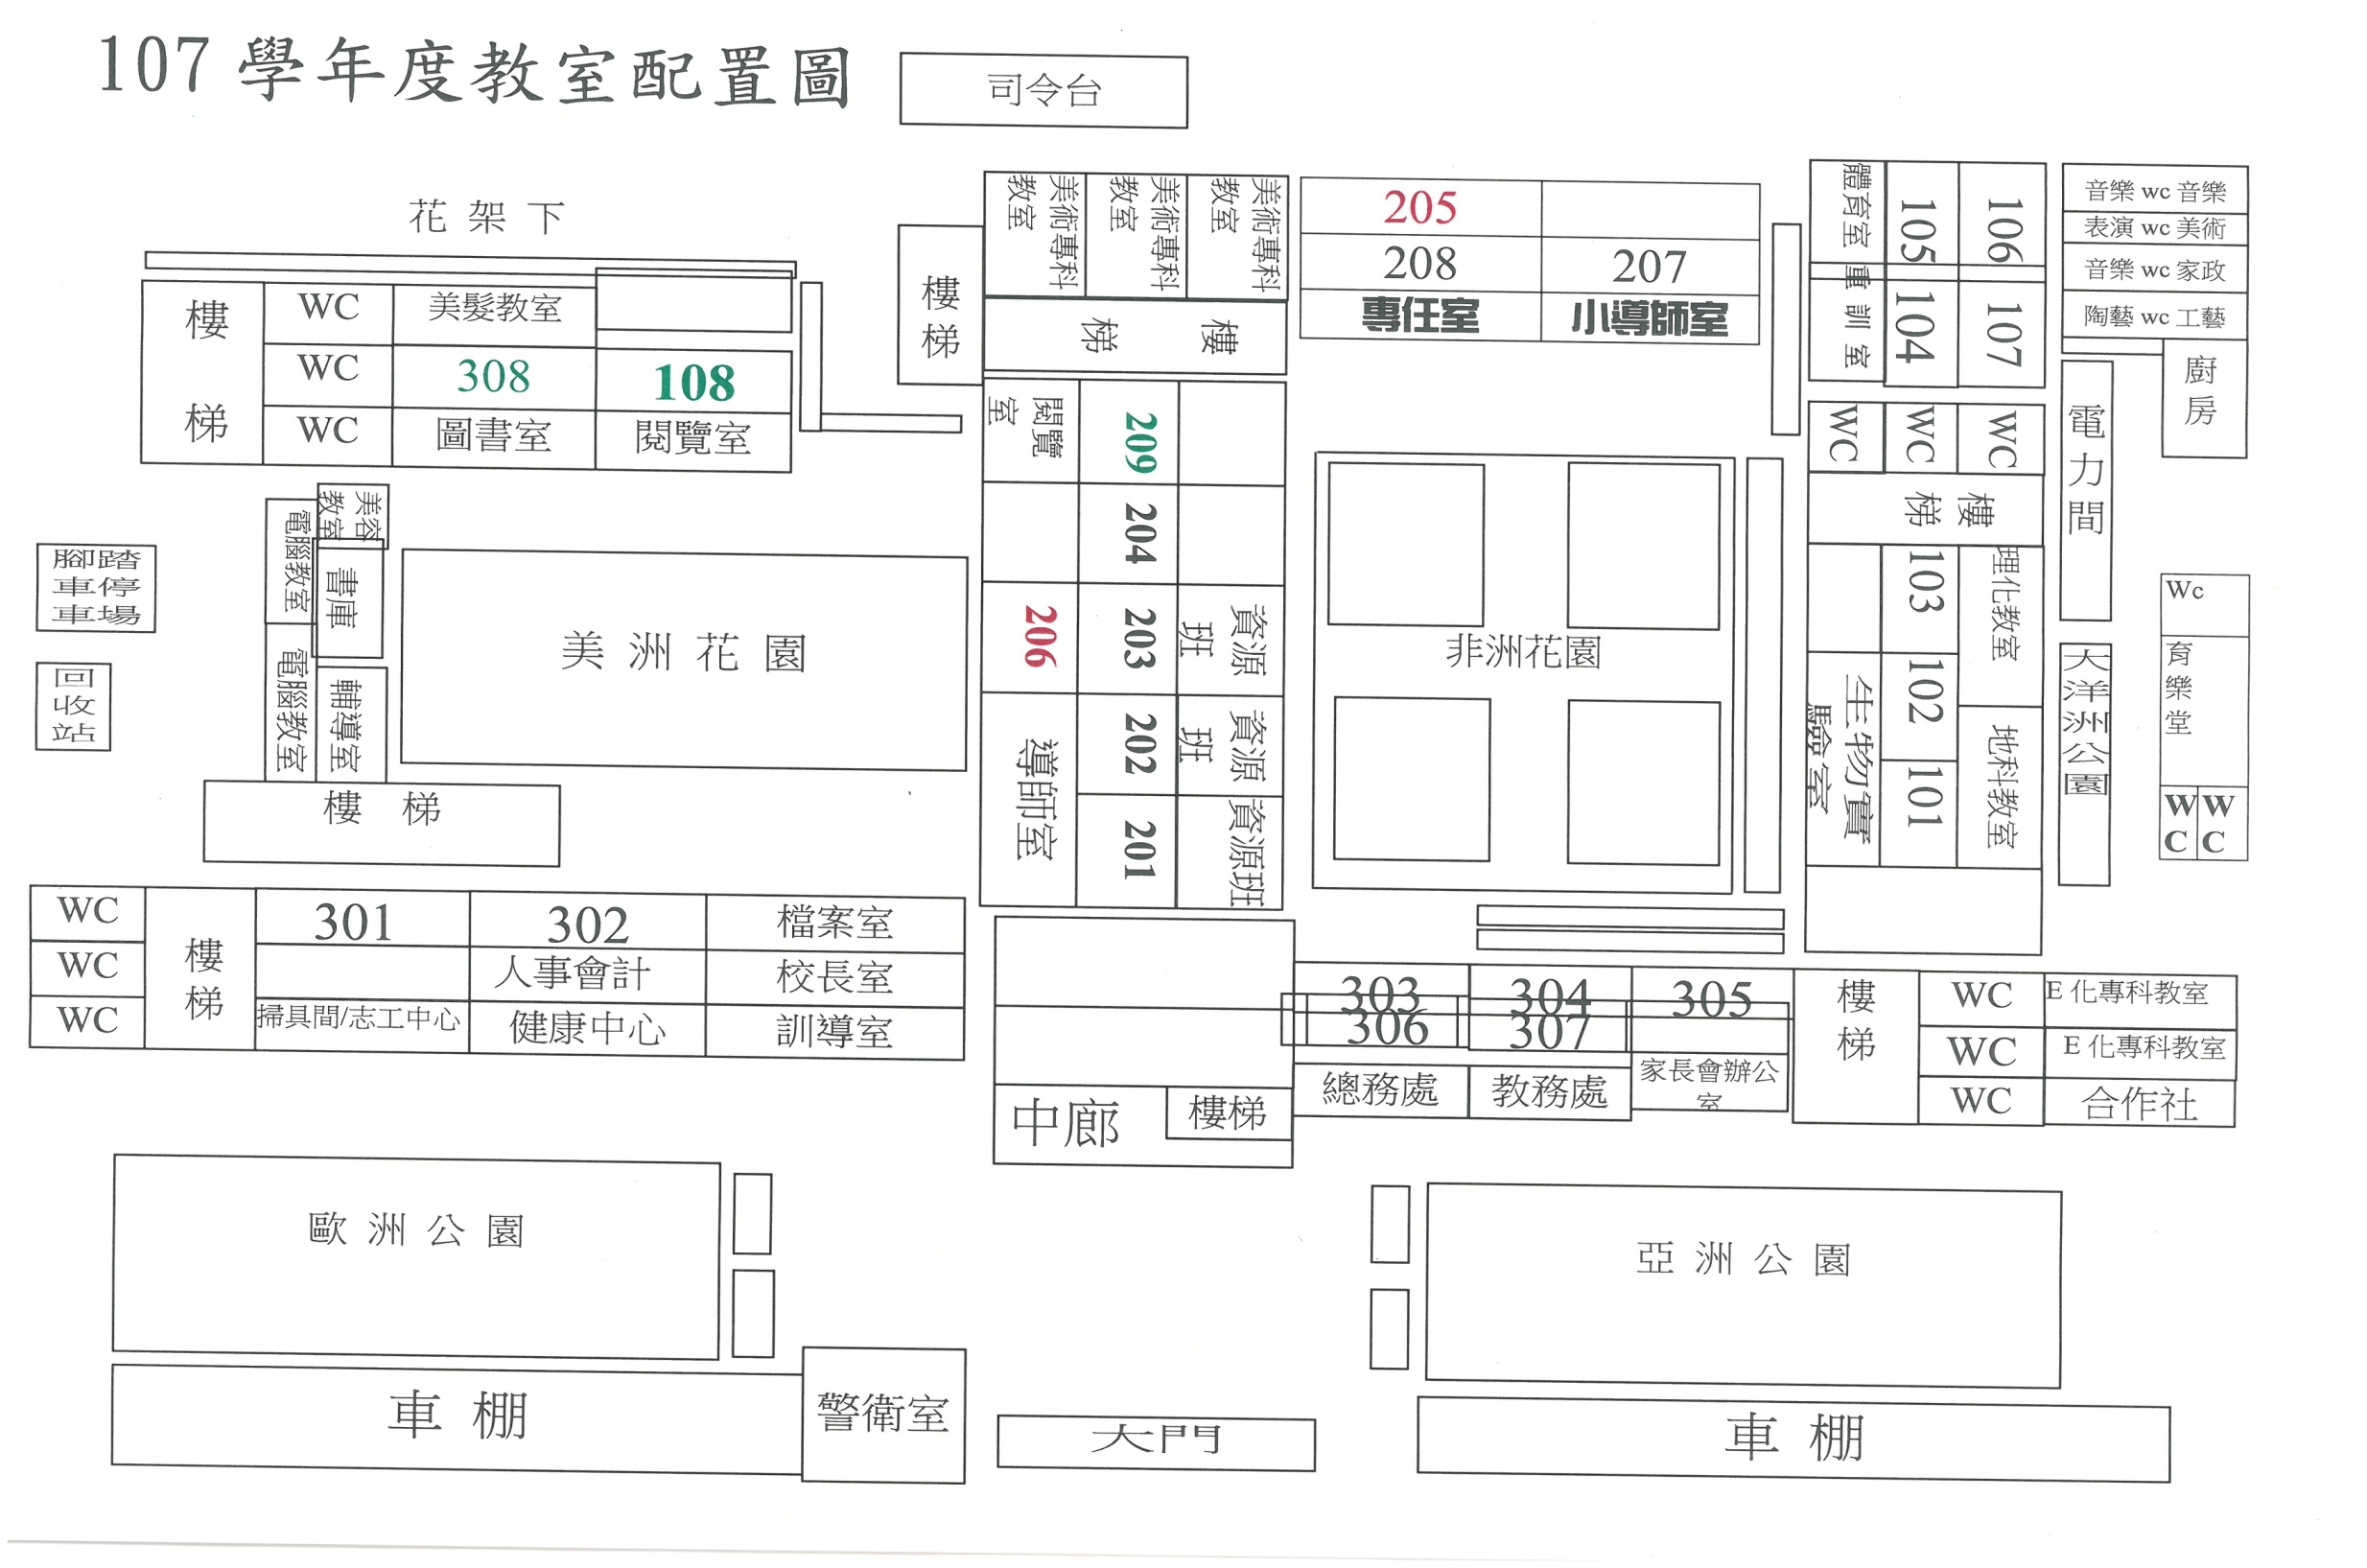 107 學年度教室配置圖
司令台
花 架 下
樓梯
WC
美髮教室
WC
308
108
WC
圖書室
閱覽室
樓梯
美術專科教室
美術專科教室
美術專科教室
樓梯
205
208
207
專任室
小導師室
體育室
105
106
重訓室
104
107
WC
WC
WC
樓梯
音樂 wc 音樂
表演 wc 美術
音樂 wc 家政
陶藝 wc 工藝
廚房
電力間
閱覽室
209
204
206
203
資源班
導師室
202
資源班
201
資源班
美容教室
電腦教室
書庫
電腦教室
輔導室
樓 梯
腳踏車停車場
回收站
美 洲 花 園
非洲花園
103
理化教室
生物實驗室
102
地科教室
101
大洋洲公園
Wc
育樂堂
WC
WC
WC
樓梯
301
302
檔案室
WC
人事會計
校長室
WC
掃具間/志工中心
健康中心
訓導室
中廊
樓梯
303
304
305
306
307
總務處
教務處
家長會辦公室
樓梯
WC
E 化專科教室
WC
E 化專科教室
WC
合作社
歐 洲 公 園
亞 洲 公 園
車 棚
警衛室
大門
車 棚